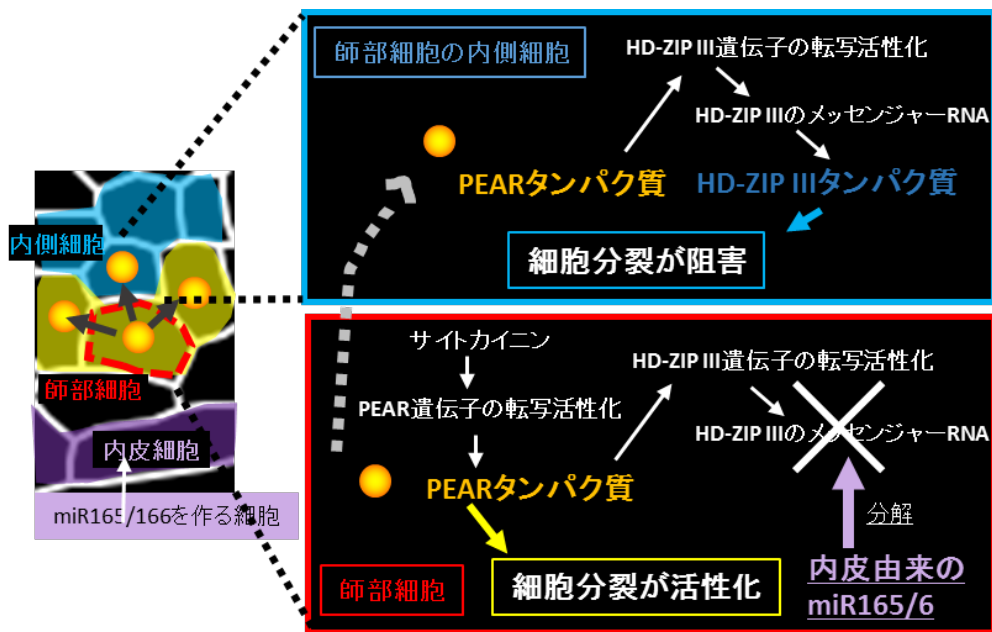 師部細胞の内側細胞
HD-ZIP III遺伝子の転写活性化
HD-ZIP IIIのメッセンジャーRNA
PEARタンパク質
HD-ZIP IIIタンパク質
細胞分裂が阻害
内側細胞
師部細胞
内皮細胞
miR165/166を作る細胞
サイトカイニン
PEAR遺伝子の転写活性化
PEARタンパク質
HD-ZIP III遺伝子の転写活性化
HD-ZIP IIIのメッセンジャーRNA
分解
内皮由来の
miR165/6
師部細胞
細胞分裂が活性化